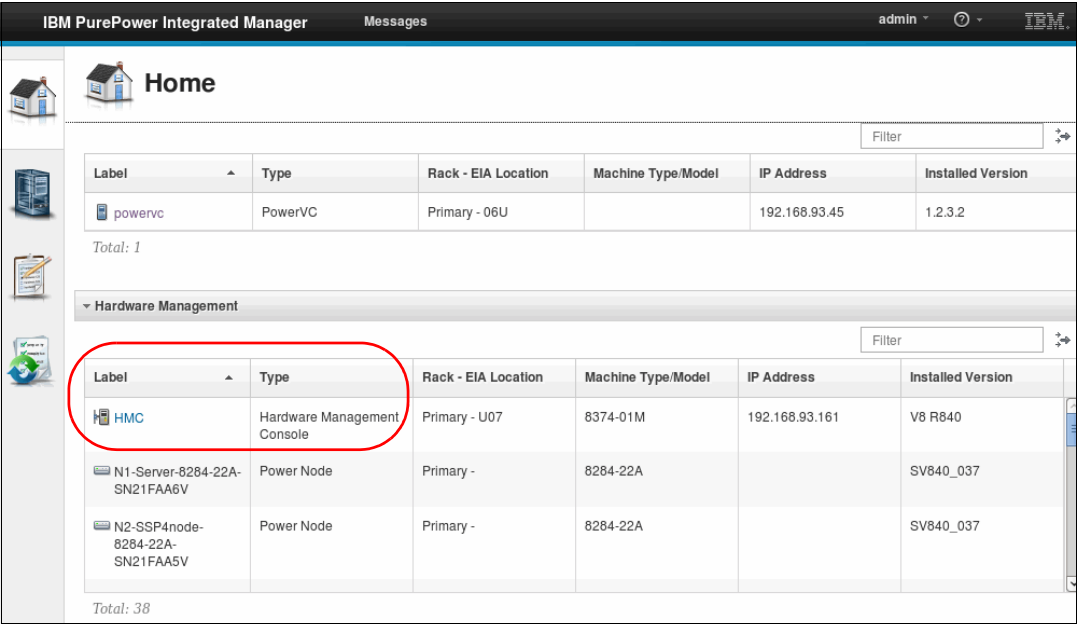 IBM PurePower Integrated Manager Messages admin ? IBM.
Home
Filter
Label Type Rack - EIA Location Machine Type/Model IP Address Installed Version
powervc PowerVC Primary - 06U 192.168.93.45 1.2.3.2
Total: 1
Hardware Management
Filter
Label Type Rack - EIA Location Machine Type/Model IP Address Installed Version
HMC Hardware Management Primary - U07 8374-01M 192.168.93.161 V8 R840
Console
N1-Server-8284-22A- Power Node Primary - 8284-22A SV840_037
SN21FAA6V
N2-SSP4node- Power Node Primary - 8284-22A SV840_037
8284-22A-
SN21FAA5V
Total: 38